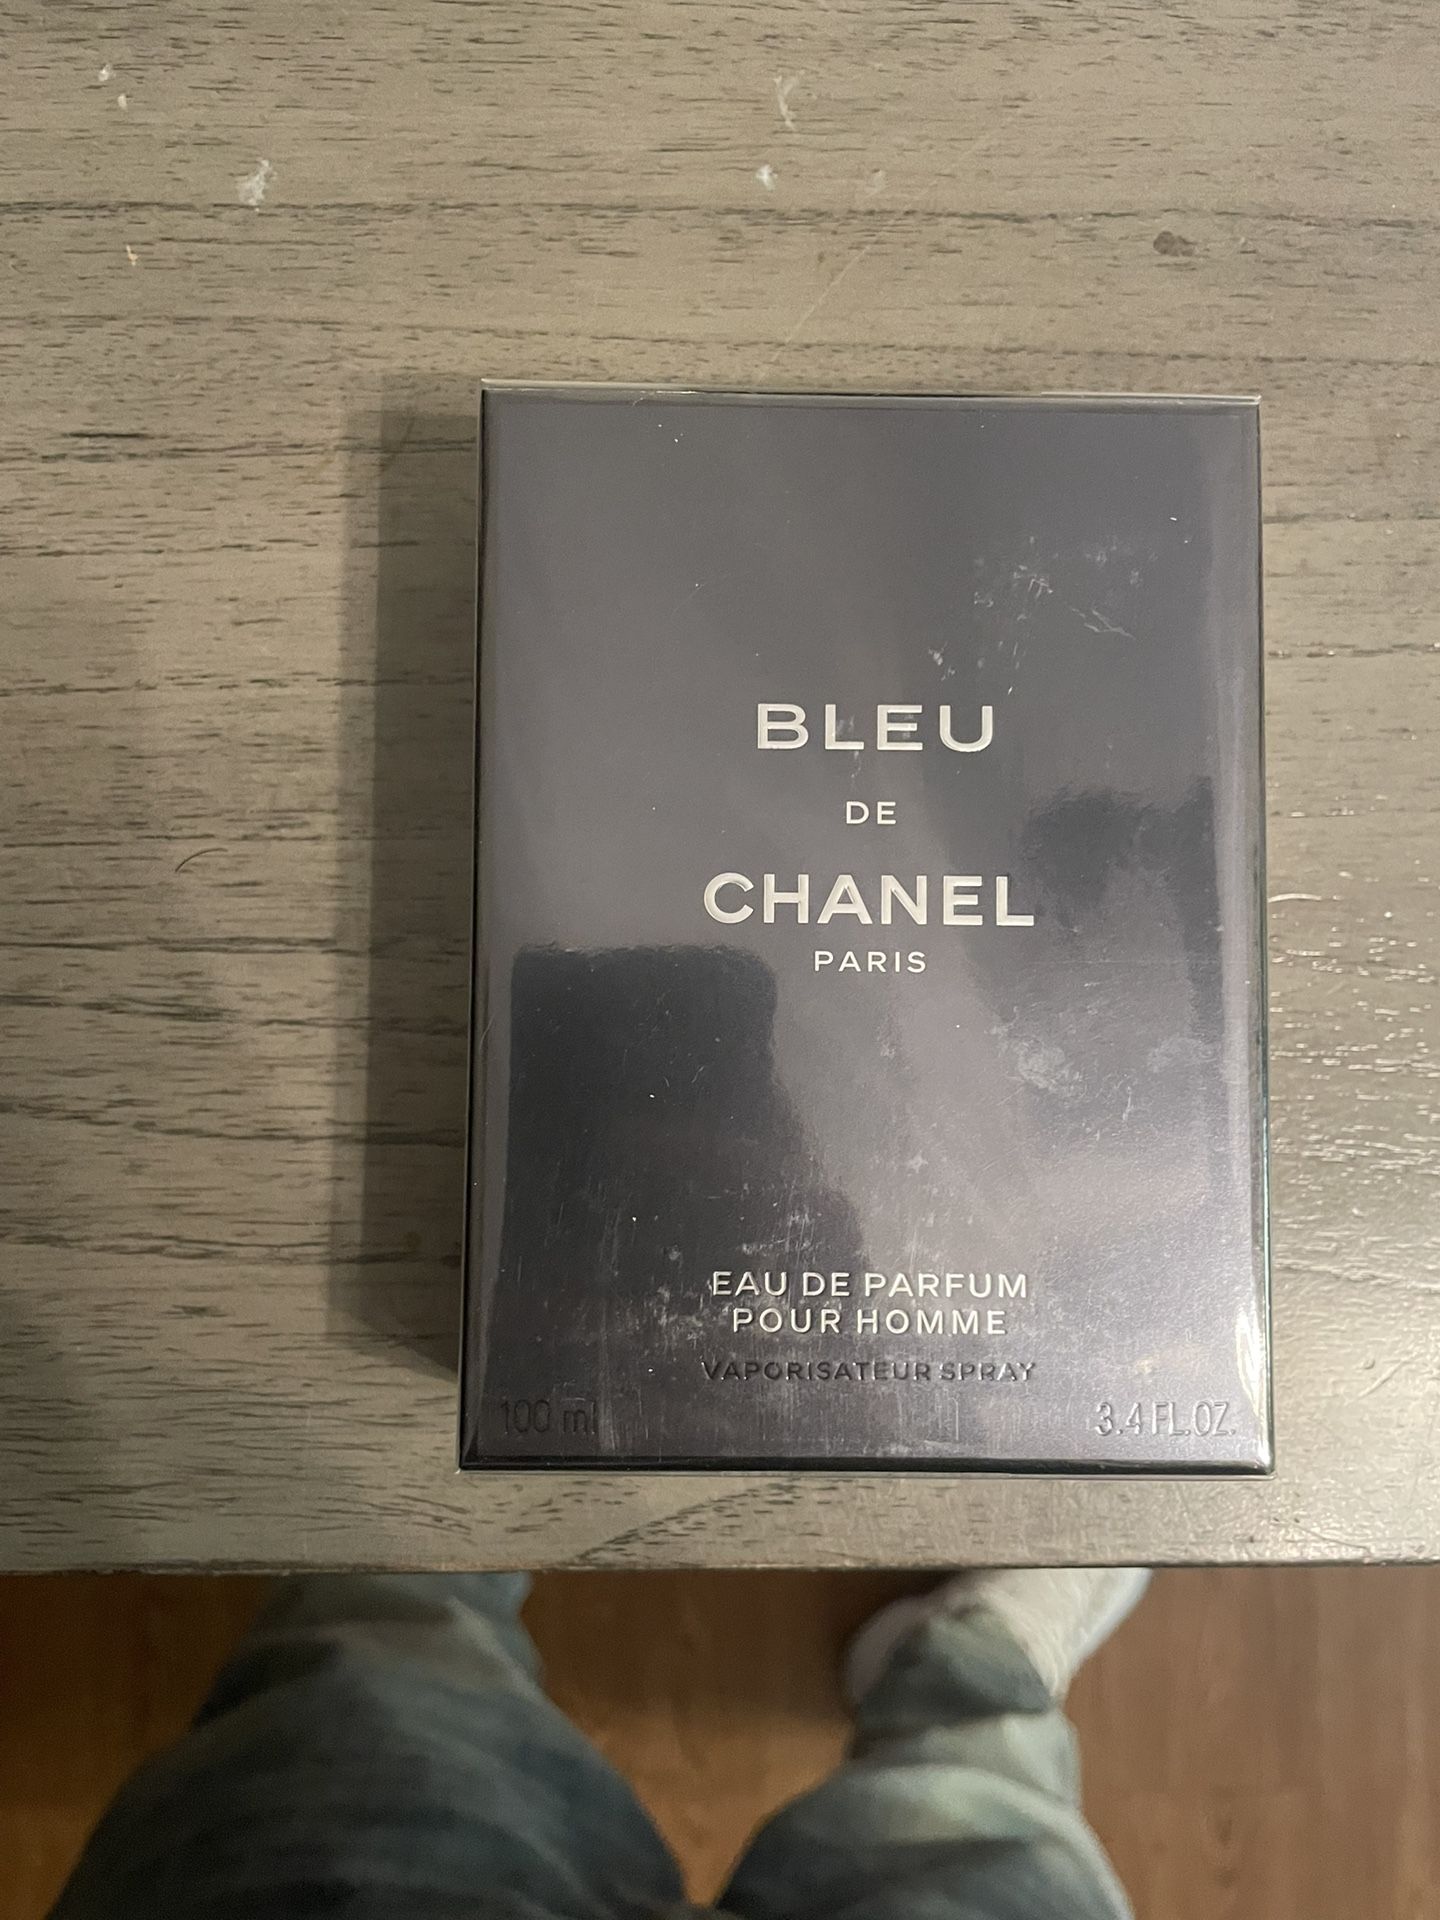 BLEU
DE
CHANEL
PARIS
EAU DE PARFUM
POUR HOMME
VAPORISATEUR SPRAY
100 ml 3.4 FL.OZ.